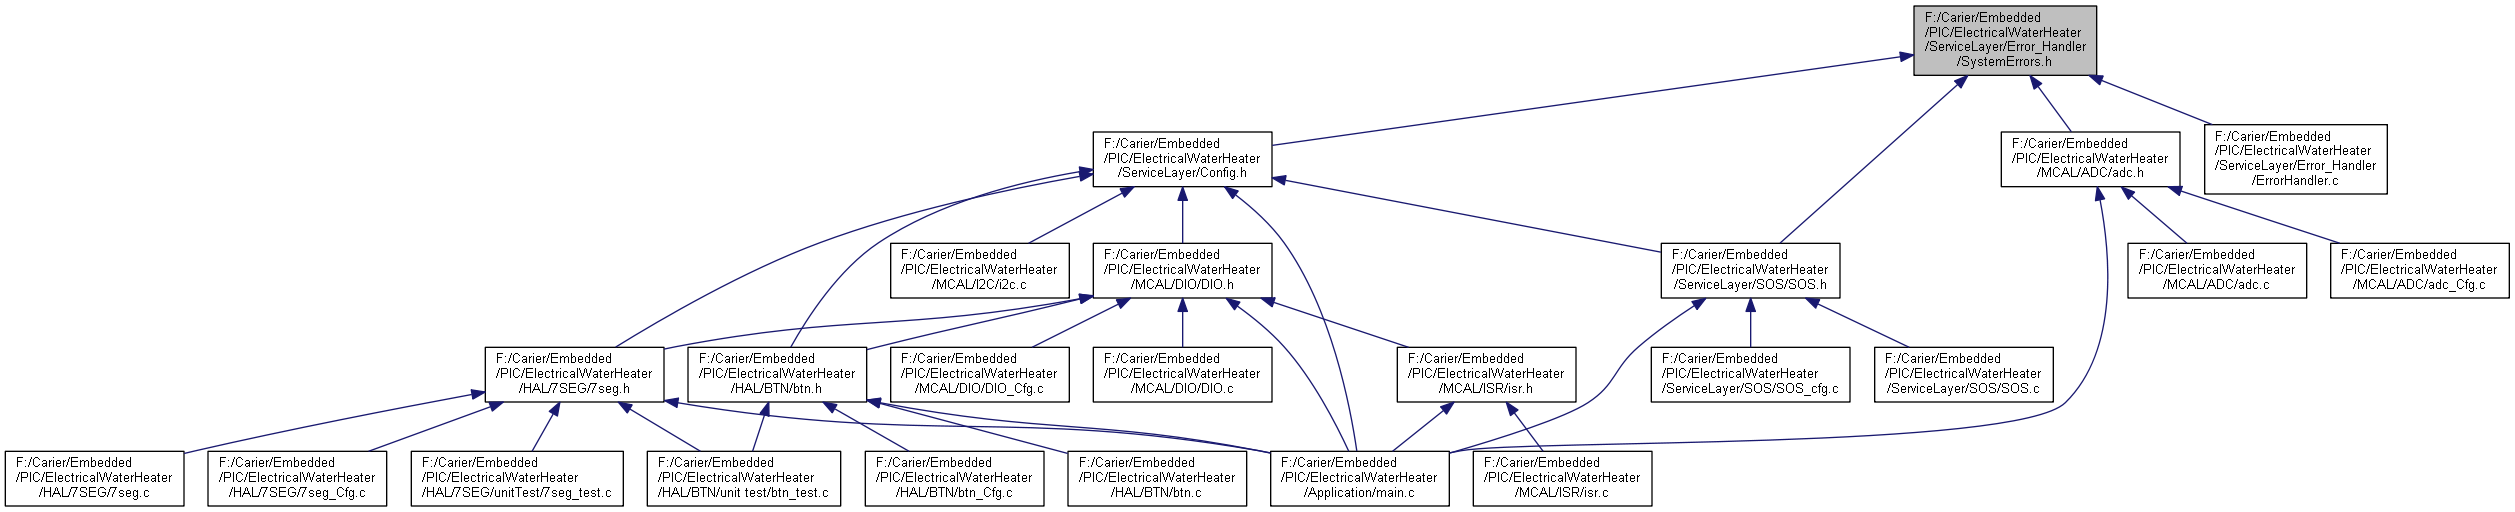 F:/Carier/Embedded
/PIC/ElectricalWaterHeater
/ServiceLayer/Error_Handler
/SystemErrors.h
F:/Carier/Embedded
/PIC/ElectricalWaterHeater
/ServiceLayer/Config.h
F:/Carier/Embedded
/PIC/ElectricalWaterHeater
/MCAL/ADC/adc.h
F:/Carier/Embedded
/PIC/ElectricalWaterHeater
/ServiceLayer/Error_Handler
/ErrorHandler.c
F:/Carier/Embedded
/PIC/ElectricalWaterHeater
/MCAL/I2C/i2c.c
F:/Carier/Embedded
/PIC/ElectricalWaterHeater
/MCAL/DIO/DIO.h
F:/Carier/Embedded
/PIC/ElectricalWaterHeater
/ServiceLayer/SOS/SOS.h
F:/Carier/Embedded
/PIC/ElectricalWaterHeater
/MCAL/ADC/adc.c
F:/Carier/Embedded
/PIC/ElectricalWaterHeater
/MCAL/ADC/adc_Cfg.c
F:/Carier/Embedded
/PIC/ElectricalWaterHeater
/HAL/7SEG/7seg.h
F:/Carier/Embedded
/PIC/ElectricalWaterHeater
/HAL/BTN/btn.h
F:/Carier/Embedded
/PIC/ElectricalWaterHeater
/MCAL/DIO/DIO_Cfg.c
F:/Carier/Embedded
/PIC/ElectricalWaterHeater
/MCAL/DIO/DIO.c
F:/Carier/Embedded
/PIC/ElectricalWaterHeater
/MCAL/ISR/isr.h
F:/Carier/Embedded
/PIC/ElectricalWaterHeater
/ServiceLayer/SOS/SOS_cfg.c
F:/Carier/Embedded
/PIC/ElectricalWaterHeater
/ServiceLayer/SOS/SOS.c
F:/Carier/Embedded
/PIC/ElectricalWaterHeater
/HAL/7SEG/7seg.c
F:/Carier/Embedded
/PIC/ElectricalWaterHeater
/HAL/7SEG/7seg_Cfg.c
F:/Carier/Embedded
/PIC/ElectricalWaterHeater
/HAL/7SEG/unitTest/7seg_test.c
F:/Carier/Embedded
/PIC/ElectricalWaterHeater
/HAL/BTN/unit test/btn_test.c
F:/Carier/Embedded
/PIC/ElectricalWaterHeater
/HAL/BTN/btn_Cfg.c
F:/Carier/Embedded
/PIC/ElectricalWaterHeater
/HAL/BTN/btn.c
F:/Carier/Embedded
/PIC/ElectricalWaterHeater
/Application/main.c
F:/Carier/Embedded
/PIC/ElectricalWaterHeater
/MCAL/ISR/isr.c